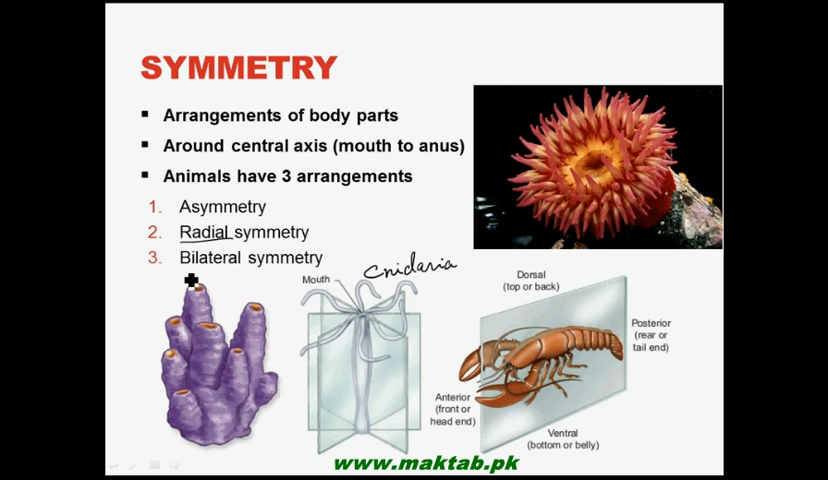 SYMMETRY
Arrangements of body parts
Around central axis (mouth to anus)
Animals have 3 arrangements
1. Asymmetry
2. Radial symmetry
3. Bilateral symmetry
Cnidaria
Mouth
Dorsal
(top or back)
Posterior
(rear or
tail end)
Anterior
(front or
head end)
Ventral
(bottom or belly)
www.maktab.pk